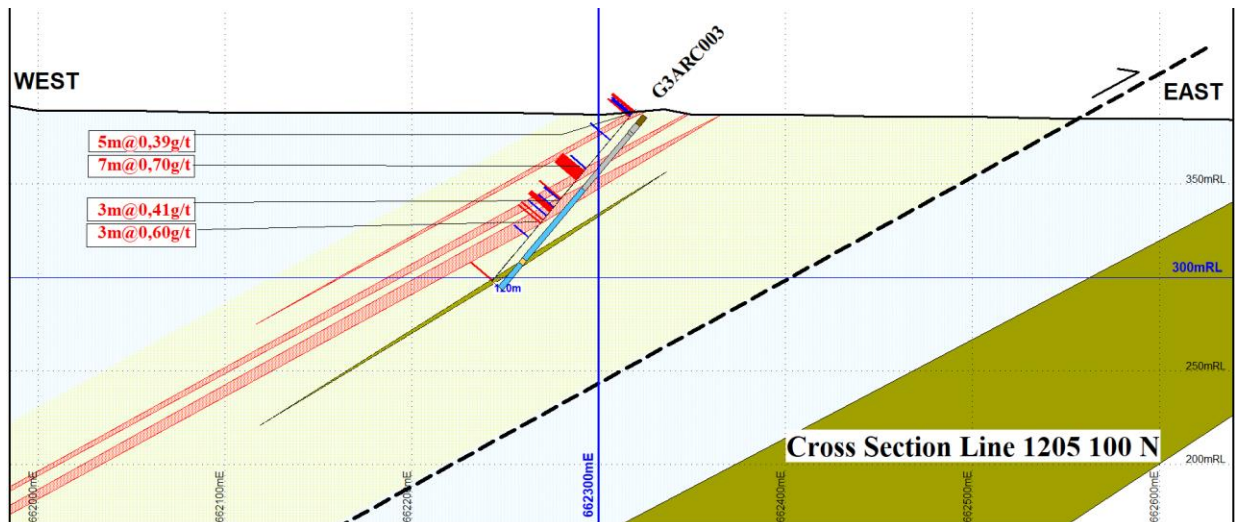 WEST
G3ARC003
EAST
5m@0,39g/t
7m@0,70g/t
350mRL
3m@0,41g/t
3m@0,60g/t
300mRL
120m
250mRL
Cross Section Line 1205 100 N
200mRL
662000mE
662100mE
662200mE
662300mE
662400mE
662500mE
662600mE